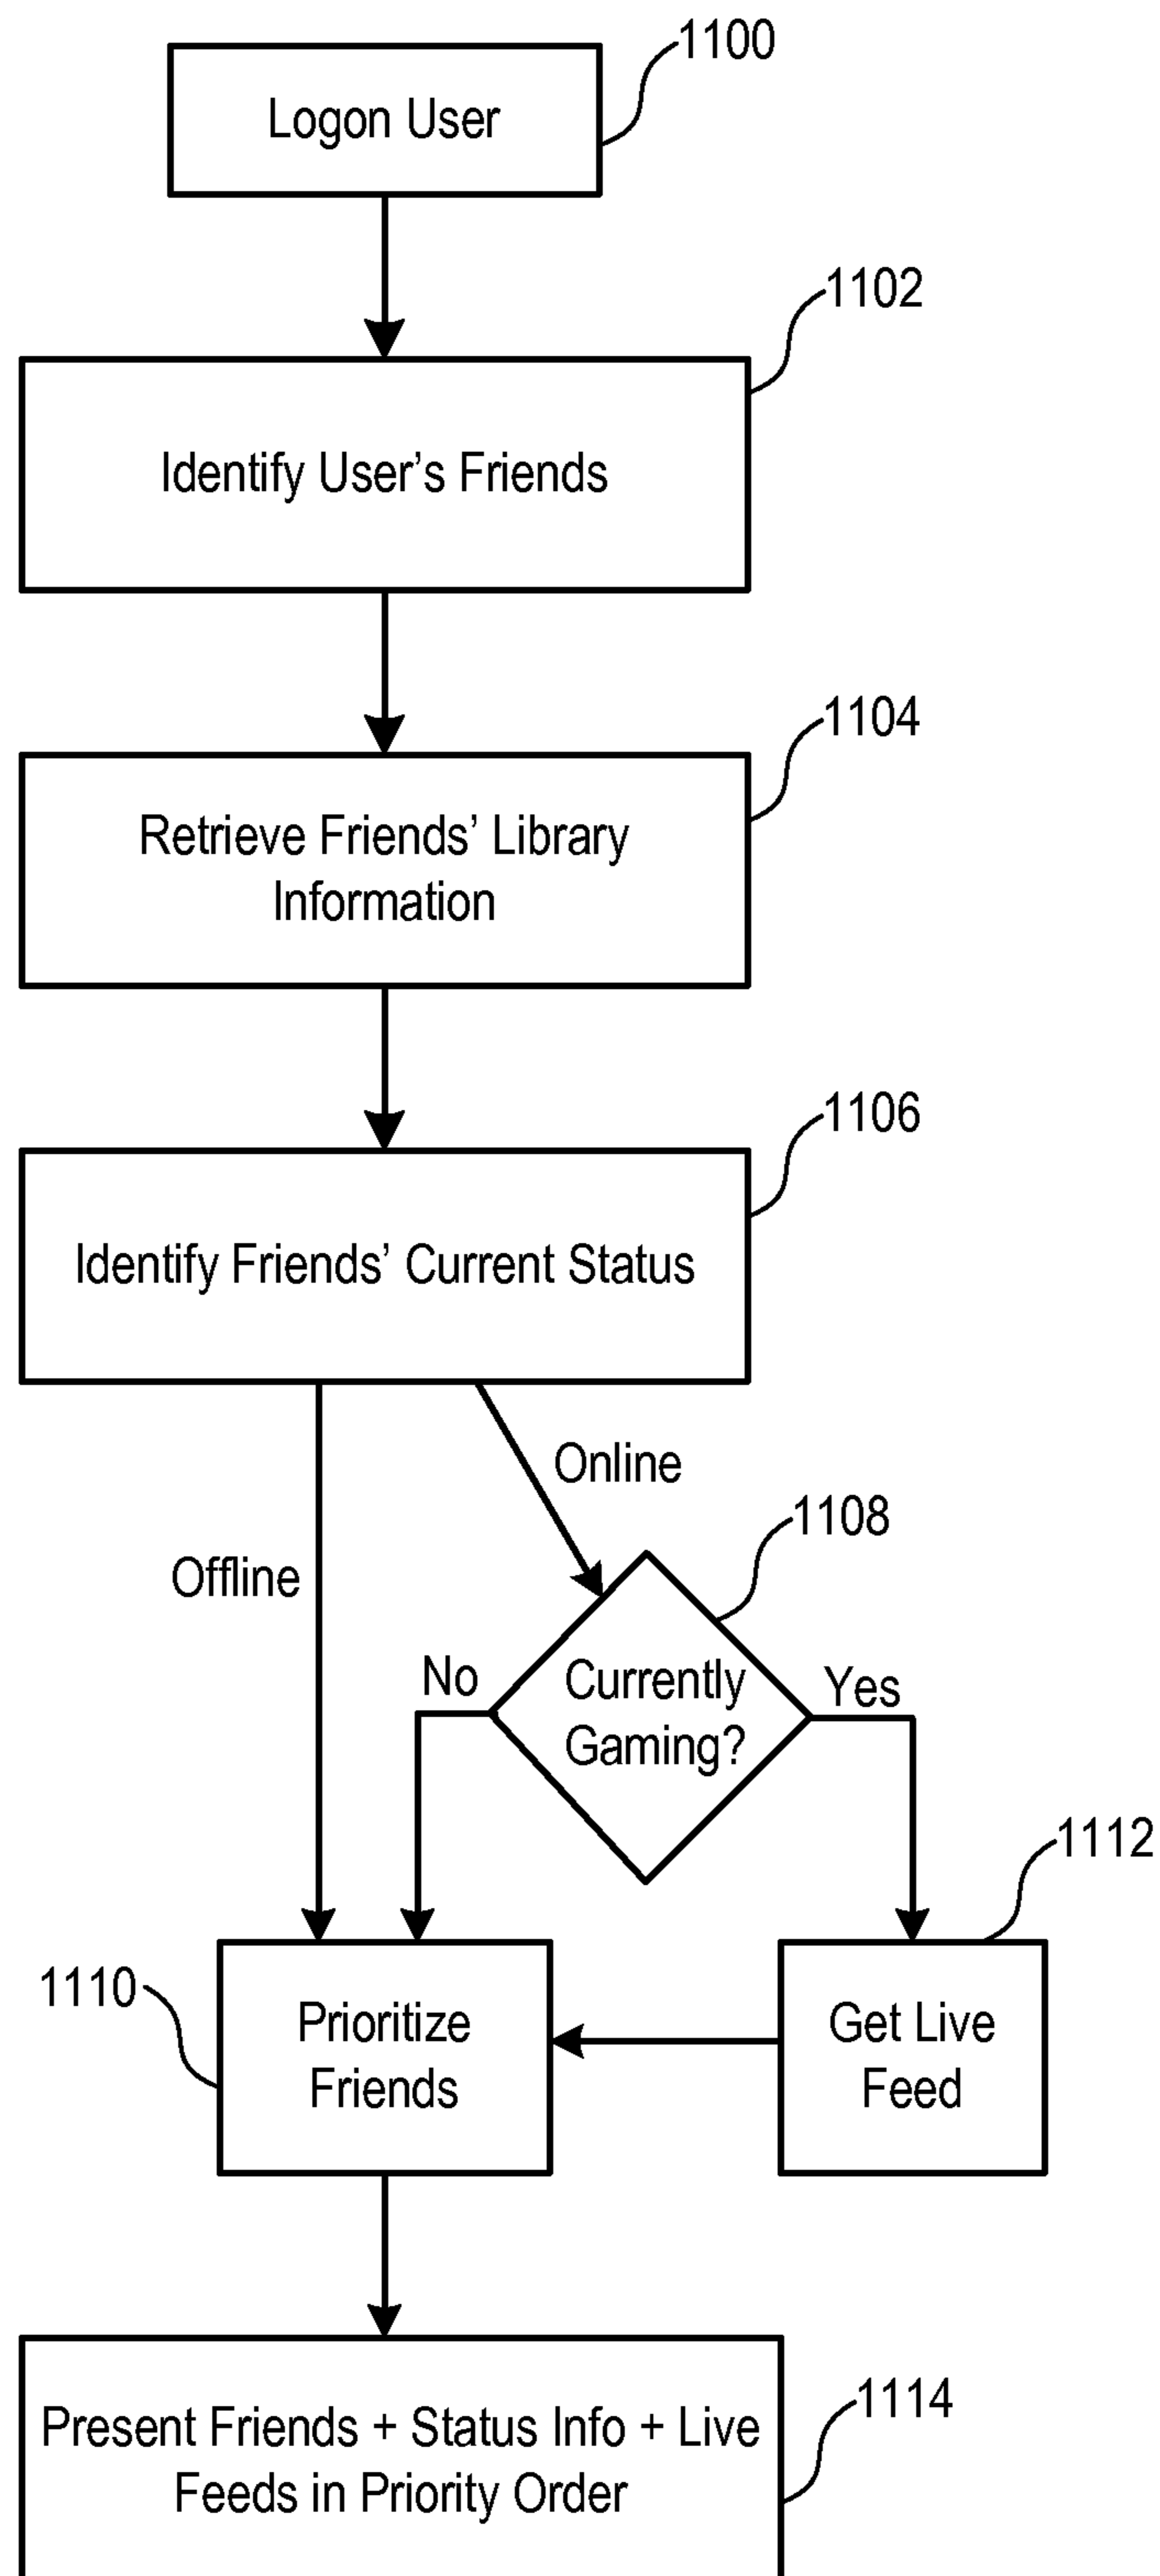 1100
Logon User
1102
Identify User’s Friends
1104
Retrieve Friends’ Library
Information
1106
Identify Friends’ Current Status
Online
1108
Offline
No
Currently
Gaming?
Yes
1112
1110
Prioritize
Friends
Get Live
Feed
1114
Present Friends + Status Info + Live
Feeds in Priority Order